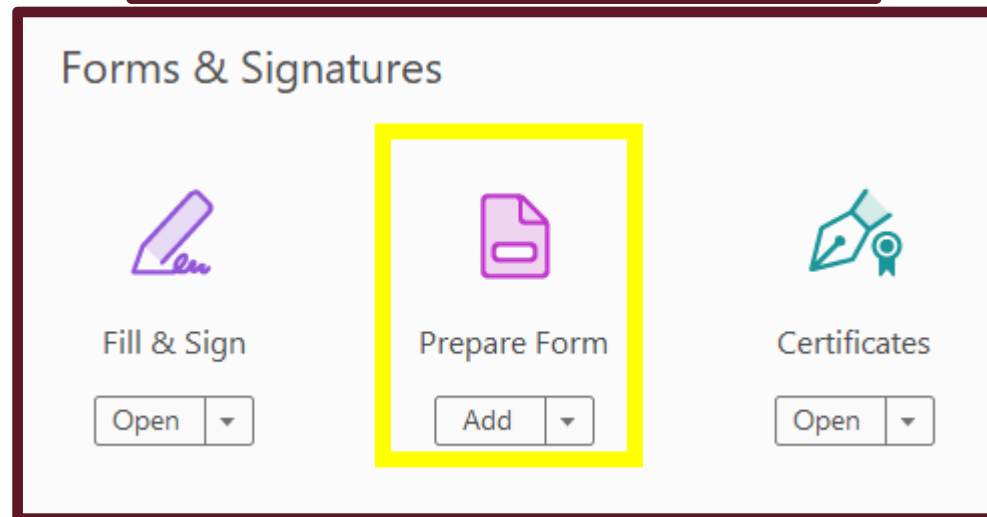 Forms & Signatures
Fill & Sign Prepare Form Certificates
Open Add Open